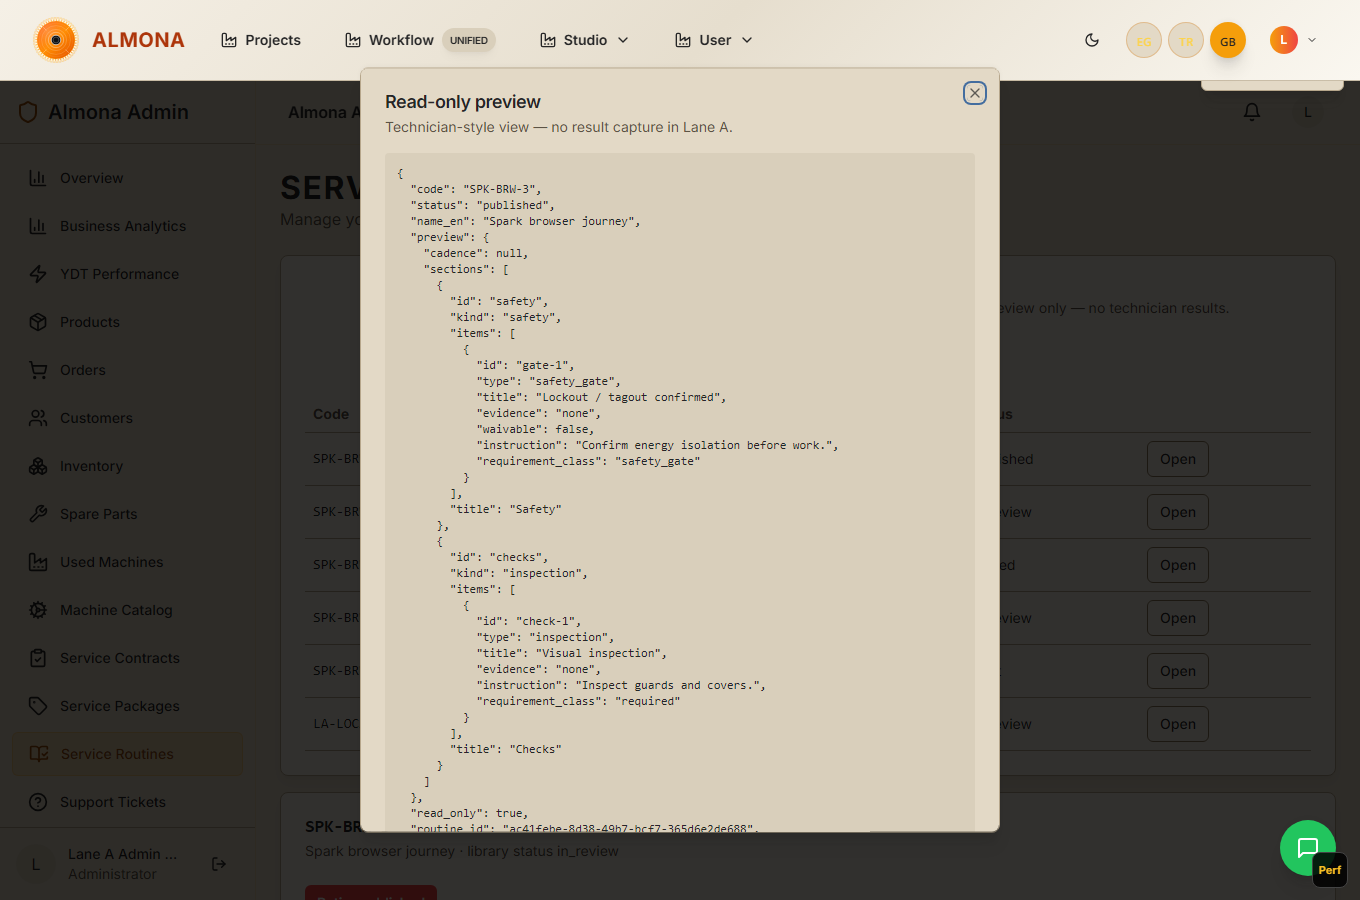 ALMONA
Projects
Workflow
UNIFIED
Studio
User
EG
TR
GB
L
Almona Admin
Almona A
L
Overview
Business Analytics
YDT Performance
Products
Orders
Customers
Inventory
Spare Parts
Used Machines
Machine Catalog
Service Contracts
Service Packages
Service Routines
Support Tickets
L
Lane A Admin ...
Administrator
SERV
Manage yo
eview only — no technician results.
Code
us
SPK-BR
shed
Open
SPK-BR
view
Open
SPK-BR
ed
Open
SPK-BR
view
Open
SPK-BR
Open
LA-LOC
view
Open
SPK-BR
Spark browser journey · library status in_review
Read-only preview
Technician-style view — no result capture in Lane A.
{
"code": "SPK-BRW-3",
"status": "published",
"name_en": "Spark browser journey",
"preview": {
"cadence": null,
"sections": [
{
"id": "safety",
"kind": "safety",
"items": [
{
"id": "gate-1",
"type": "safety_gate",
"title": "Lockout / tagout confirmed",
"evidence": "none",
"waivable": false,
"instruction": "Confirm energy isolation before work.",
"requirement_class": "safety_gate"
}
],
"title": "Safety"
},
{
"id": "checks",
"kind": "inspection",
"items": [
{
"id": "check-1",
"type": "inspection",
"title": "Visual inspection",
"evidence": "none",
"instruction": "Inspect guards and covers.",
"requirement_class": "required"
}
],
"title": "Checks"
}
]
},
"read_only": true,
"routine_id": "ac41febe-8d38-49b7-bcf7-365d6e2de688",
Perf